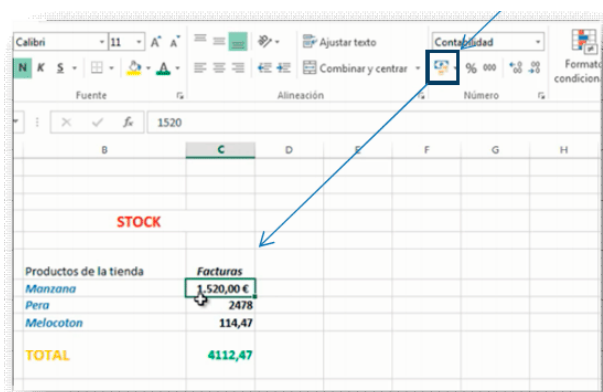 Calibri 11 A A Ajustar texto Contabilidad
N K S A Combinar y centrar % 000 Formato
condicion
Fuente Alineación Número
fx 1520
B C D E F G H
STOCK
Productos de la tienda Facturas
Manzana 1.520,00 €
Pera 2478
Melocoton 114,47
TOTAL 4112,47